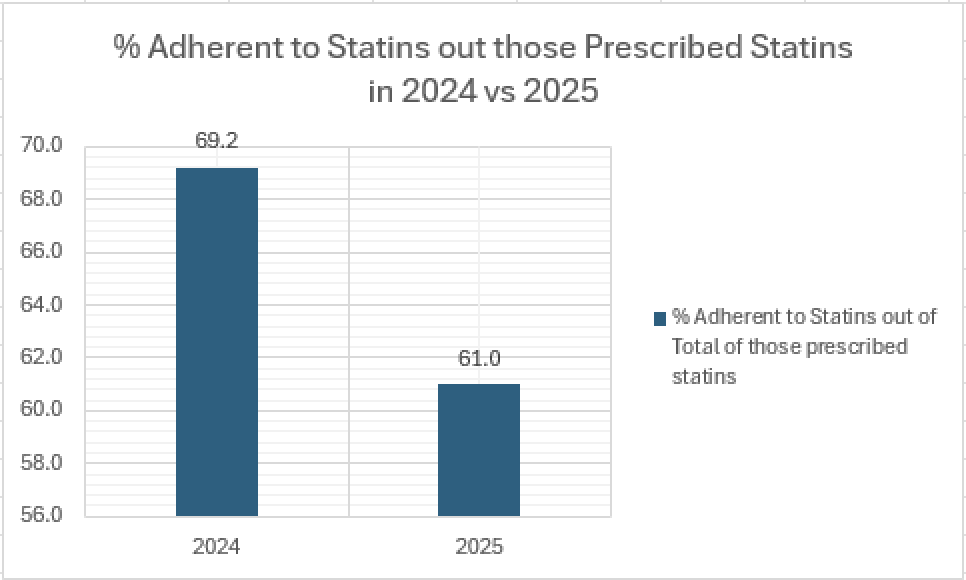 % Adherent to Statins out those Prescribed Statins
in 2024 vs 2025
70.0
68.0
66.0
64.0
62.0
60.0
58.0
56.0
69.2
61.0
2024
2025
% Adherent to Statins out of
Total of those prescribed
statins